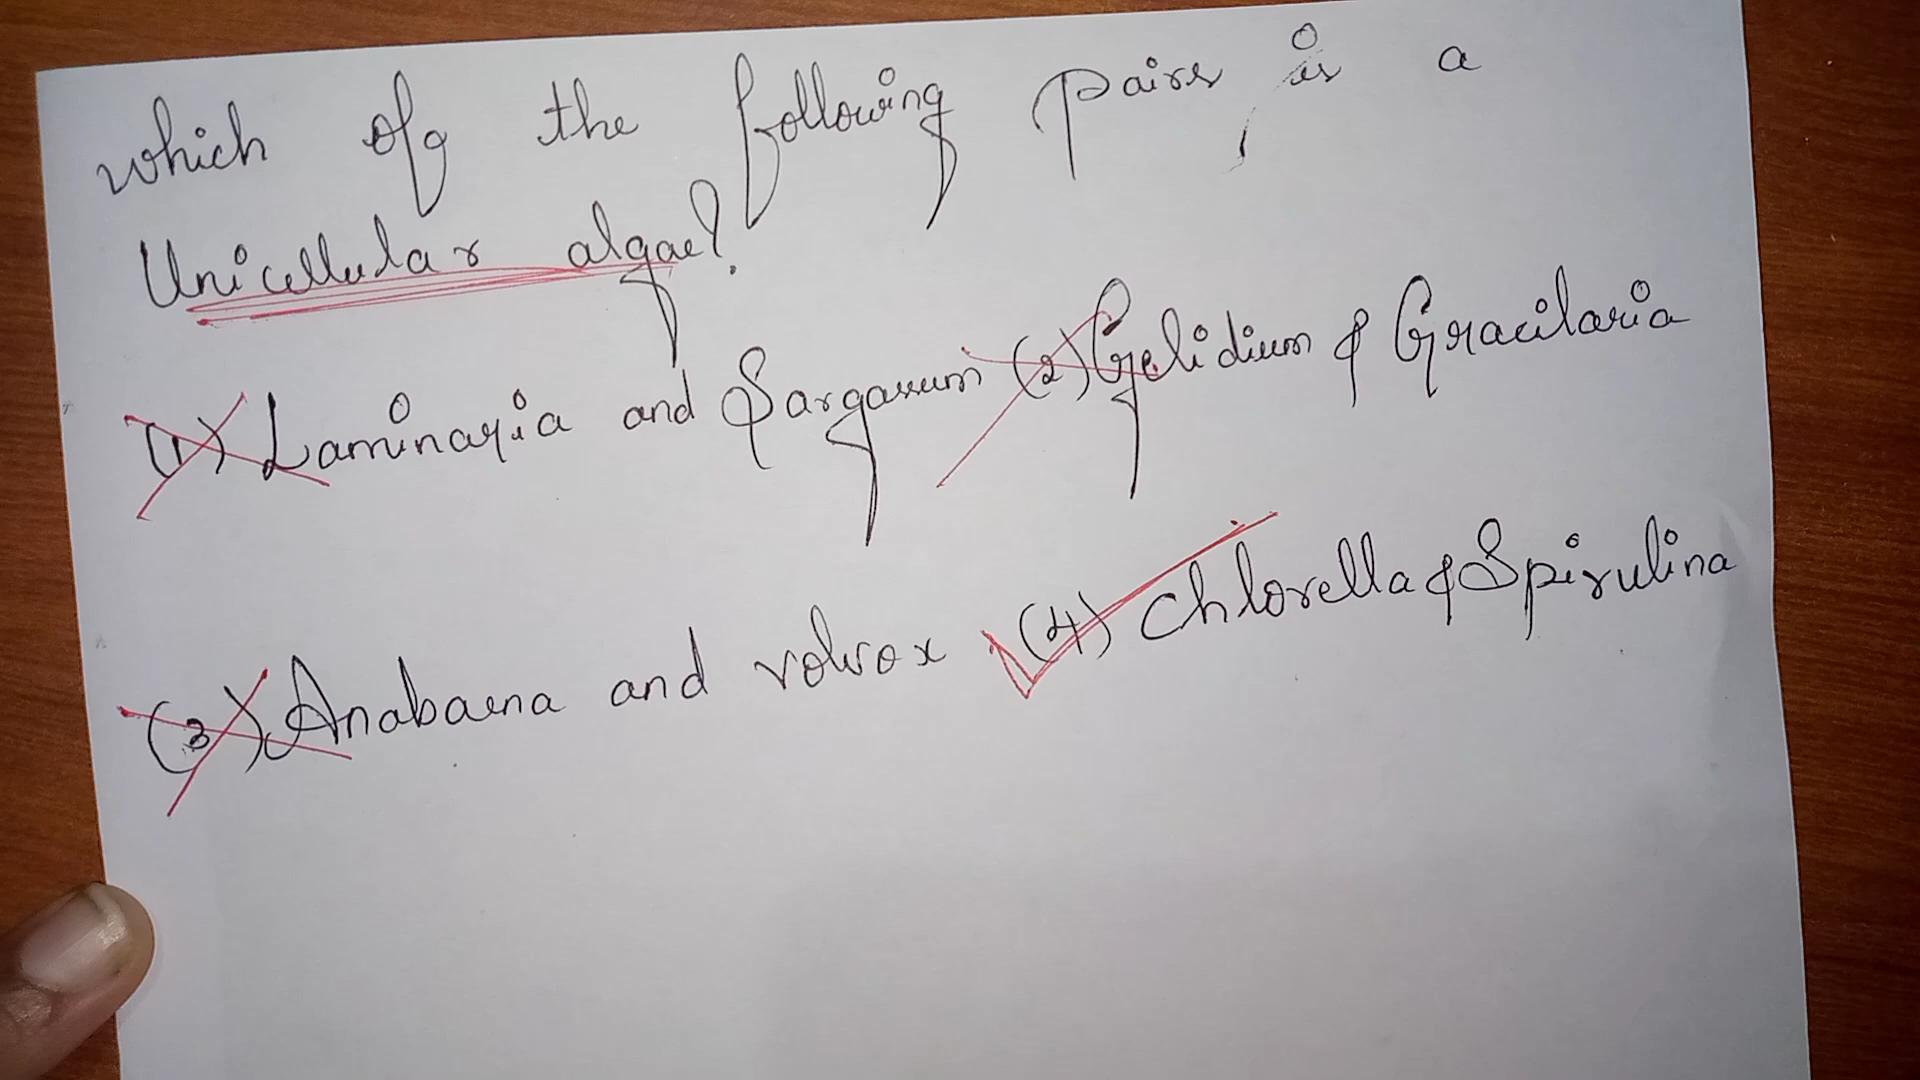 which of the following pairs is a
Unicellular algae?
(1) Laminaria and Sargassum (2) Gelidium & Gracilaria
(3) Anabaena and volvox (4) Chlorella & Spirulina